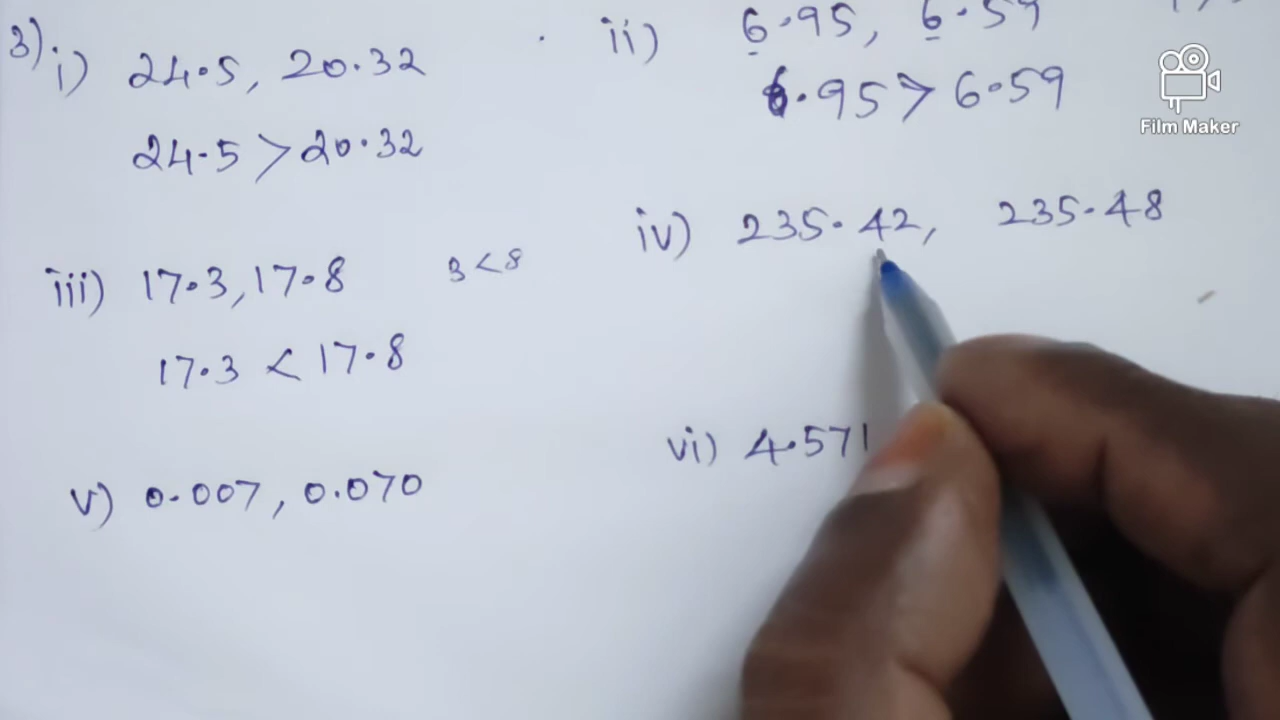 3) i) 24.5, 20.32
24.5 > 20.32
ii) 6.95, 6.59
6.95 > 6.59
iii) 17.3, 17.8 3 < 8
17.3 < 17.8
iv) 235.42, 235.48
v) 0.007, 0.070
vi) 4.571
Film Maker